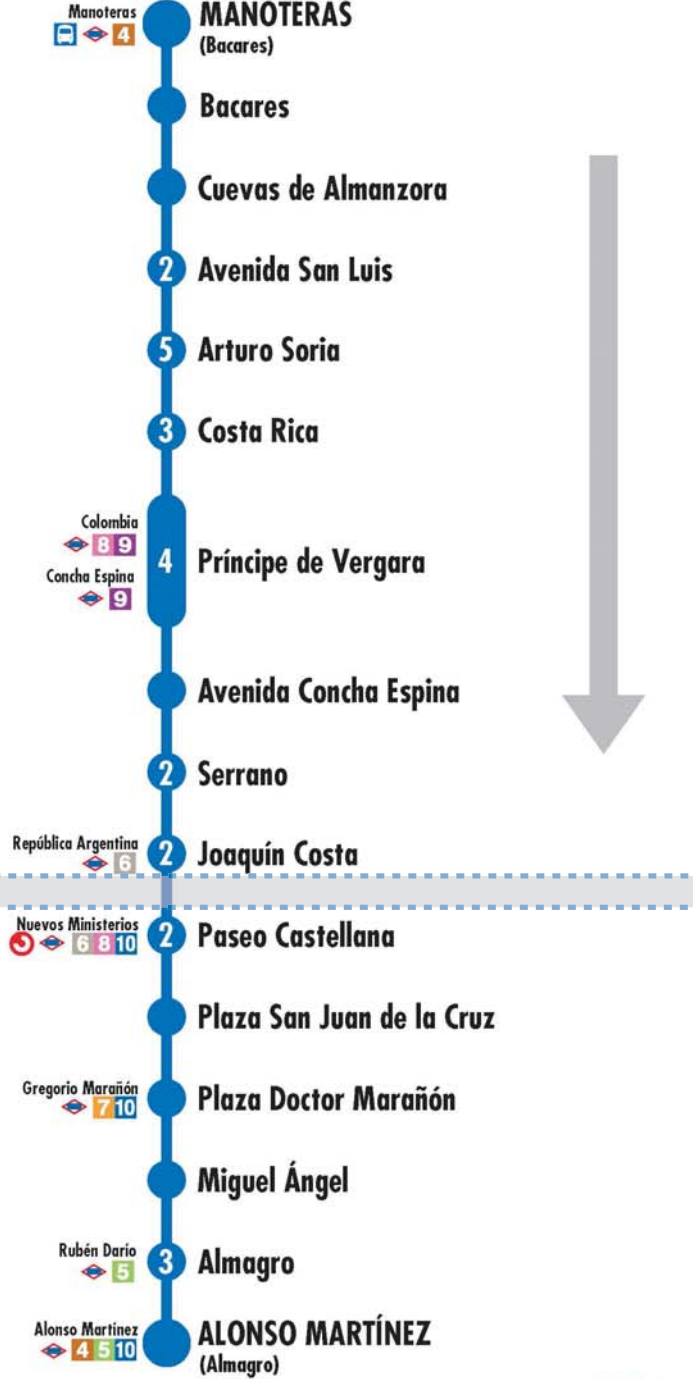 Manoteras
4
MANOTERAS
(Bacares)
Bacares
Cuevas de Almanzora
2 Avenida San Luis
5 Arturo Soria
3 Costa Rica
Colombia
8 9
Concha Espina
9
4 Príncipe de Vergara
Avenida Concha Espina
2 Serrano
República Argentina
6
2 Joaquín Costa
Nuevos Ministerios
6 8 10
2 Paseo Castellana
Plaza San Juan de la Cruz
Gregorio Marañón
7 10
Plaza Doctor Marañón
Miguel Ángel
Rubén Darío
5
3 Almagro
Alonso Martinez
4 5 10
ALONSO MARTÍNEZ
(Almagro)